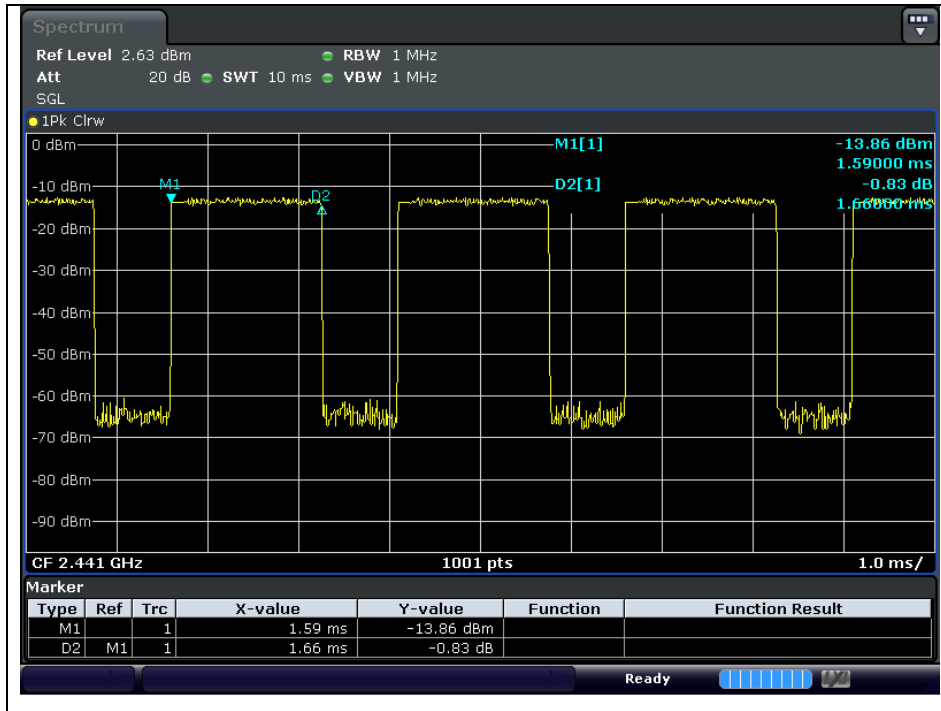 Spectrum
Ref Level 2.63 dBm RBW 1 MHz
Att 20 dB SWT 10 ms VBW 1 MHz
SGL
1Pk Clrw
0 dBm
M1[1] -13.86 dBm
1.59000 ms
-10 dBm
M1
D2[1] -0.83 dB
D2
1.66000 ms
-20 dBm
-30 dBm
-40 dBm
-50 dBm
-60 dBm
-70 dBm
-80 dBm
-90 dBm
CF 2.441 GHz 1001 pts 1.0 ms/
Marker
Type Ref Trc X-value Y-value Function Function Result
M1 1 1.59 ms -13.86 dBm
D2 M1 1 1.66 ms -0.83 dB
Ready